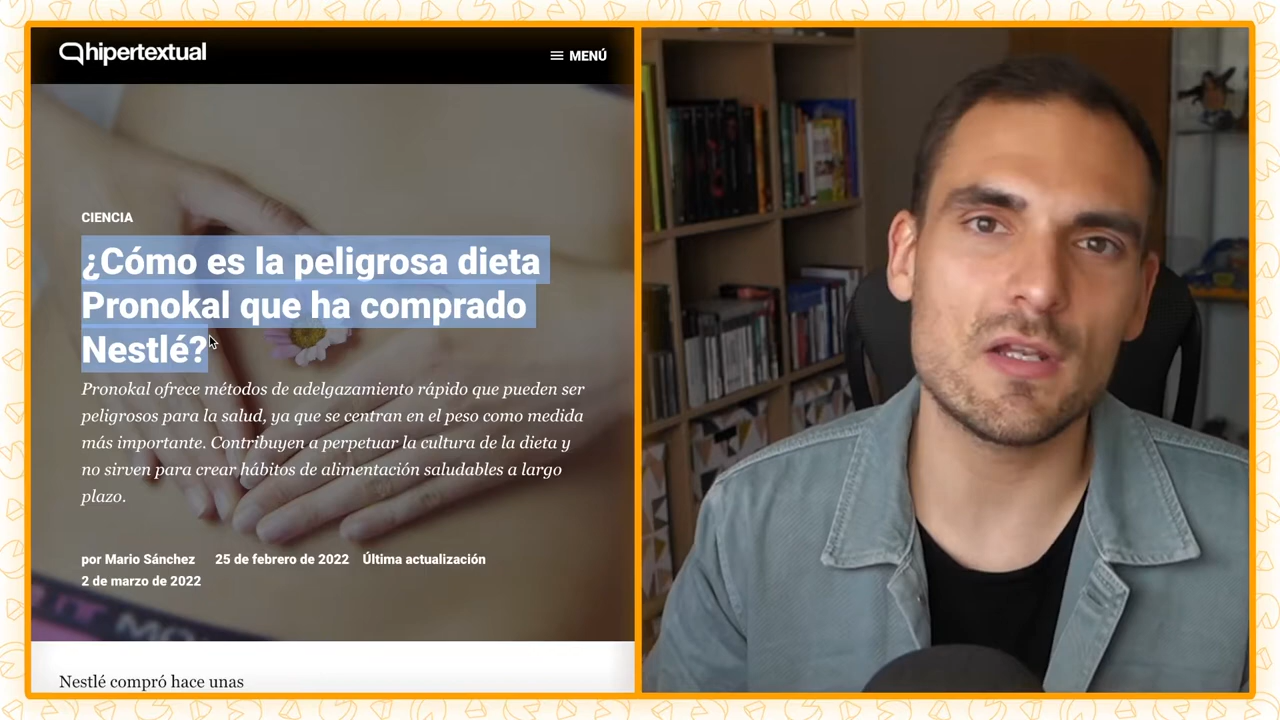 hipertextual
MENÚ
CIENCIA
¿Cómo es la peligrosa dieta
Pronokal que ha comprado
Nestlé?
Pronokal ofrece métodos de adelgazamiento rápido que pueden ser
peligrosos para la salud, ya que se centran en el peso como medida
más importante. Contribuyen a perpetuar la cultura de la dieta y
no sirven para crear hábitos de alimentación saludables a largo
plazo.
por Mario Sánchez 25 de febrero de 2022 Última actualización
2 de marzo de 2022
Nestlé compró hace unas